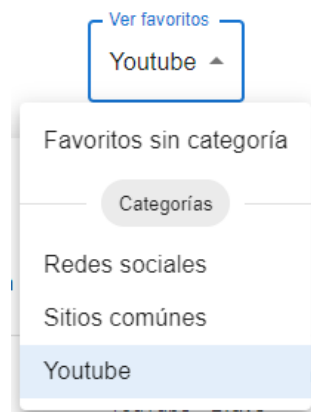 Ver favoritos
Youtube
Favoritos sin categoría
Categorías
Redes sociales
Sitios comúnes
Youtube